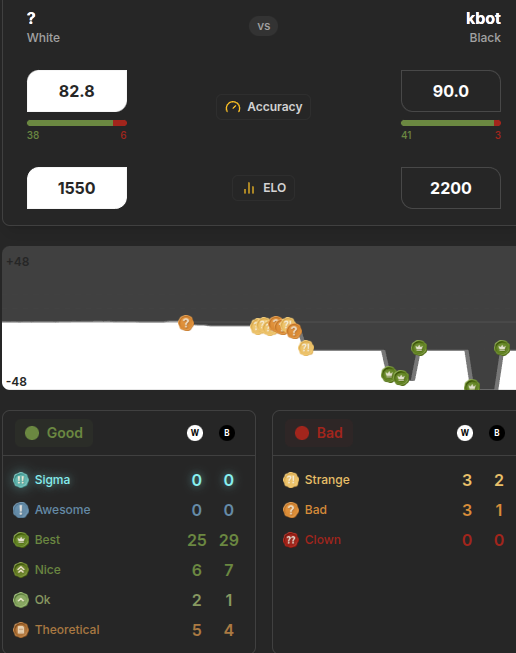 ? kbot
White VS Black
82.8 Accuracy 90.0
38 6 41 3
1550 ELO 2200
+48
-48
Good W B
Sigma 0 0
Awesome 0 0
Best 25 29
Nice 6 7
Ok 2 1
Theoretical 5 4
Bad W B
Strange 3 2
Bad 3 1
Clown 0 0